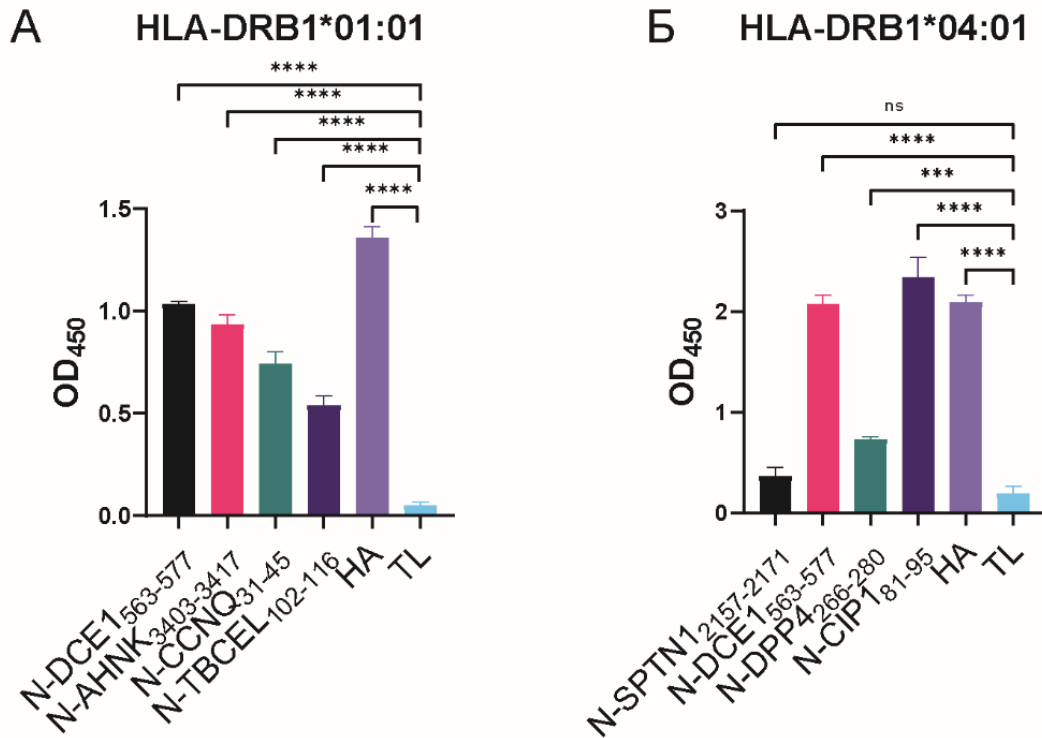 А
HLA-DRB1*01:01
****
****
****
****
****
1.5
1.0
0.5
0.0
OD450
N-DCE1563-577
N-AHNK3403-3417
N-CCNQ31-45
N-TBCEL102-116
HA
TL
Б
HLA-DRB1*04:01
ns
****
***
****
****
3
2
1
0
OD450
N-SPTN12157-2171
N-DCE1563-577
N-DPP4266-280
N-CIP181-95
HA
TL